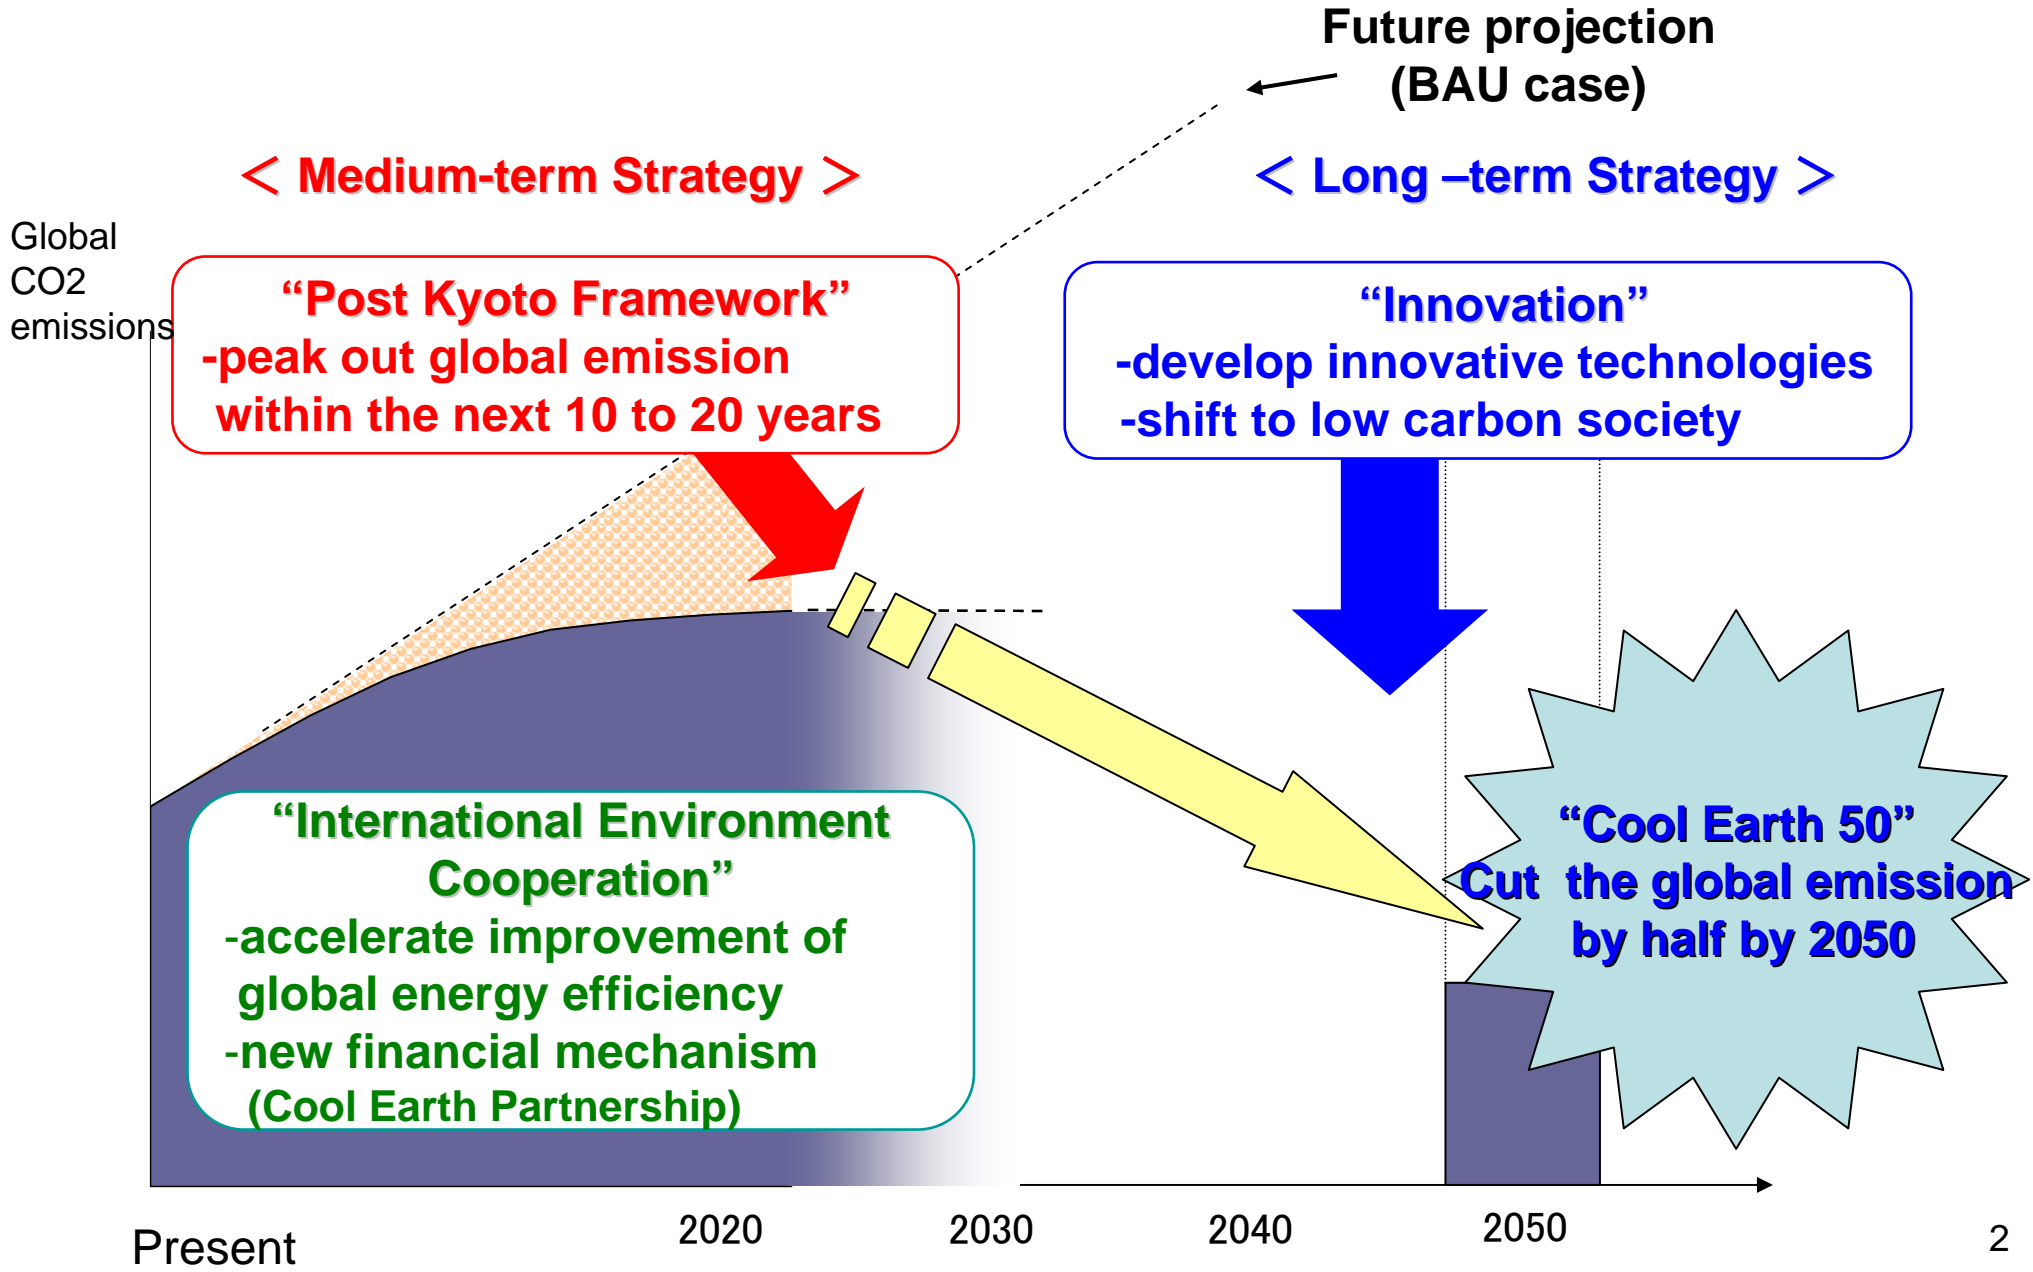 Future projection
(BAU case)
＜ Medium-term Strategy ＞
＜ Long –term Strategy ＞
Global
CO2
emissions
“Post Kyoto Framework”
-peak out global emission
within the next 10 to 20 years
“Innovation”
-develop innovative technologies
-shift to low carbon society
“International Environment
Cooperation”
-accelerate improvement of
global energy efficiency
-new financial mechanism
(Cool Earth Partnership)
“Cool Earth 50”
Cut the global emission
by half by 2050
Present
2020
2030
2040
2050
2